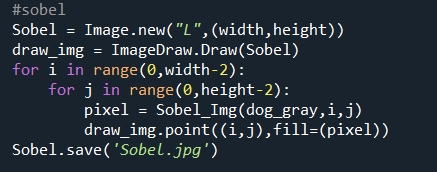 #sobel
Sobel = Image.new("L",(width,height))
draw_img = ImageDraw.Draw(Sobel)
for i in range(0,width-2):
    for j in range(0,height-2):
        pixel = Sobel_Img(dog_gray,i,j)
        draw_img.point((i,j),fill=(pixel))
Sobel.save('Sobel.jpg')